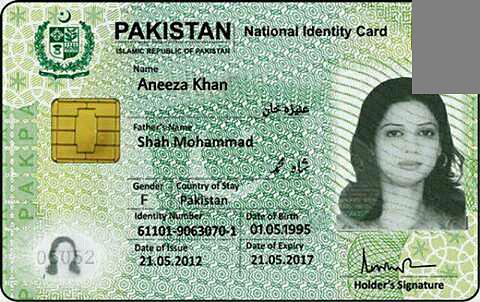 PAKISTAN National Identity Card
ISLAMIC REPUBLIC OF PAKISTAN
Name
Aneeza Khan
عنیزہ خان
Father's Name
Shah Mohammad
شاہ محمد
Gender Country of Stay
F Pakistan
Identity Number Date of Birth
61101-9063070-1 01.05.1995
Date of Issue Date of Expiry
21.05.2012 21.05.2017
Holder's Signature